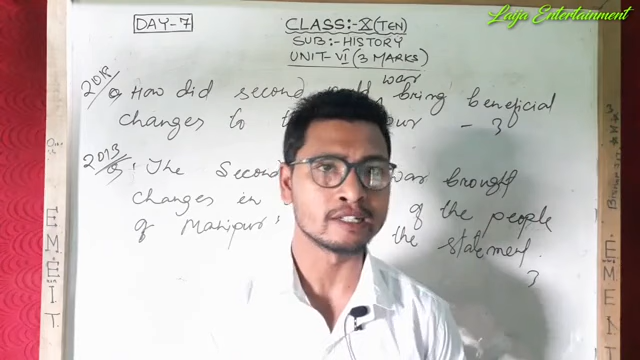 Laija Entertainment
DAY-7
CLASS:-X(TEN)
SUB:-HISTORY
UNIT-VI (3 MARKS)
2018 Q How did second world war bring beneficial
changes to t pur - 3
2013 Q. The Second war brought
changes in of the people
of Manipur' the statement.
3
E
M
E
I
T
E
M
E
I
T